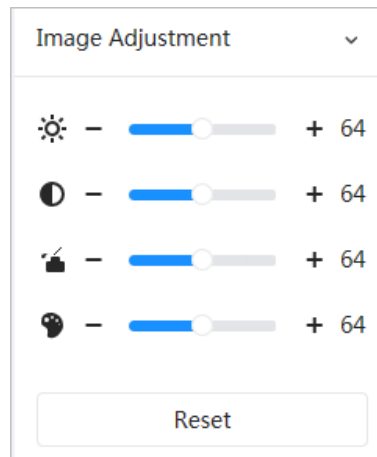 Image Adjustment
− + 64
− + 64
− + 64
− + 64
Reset